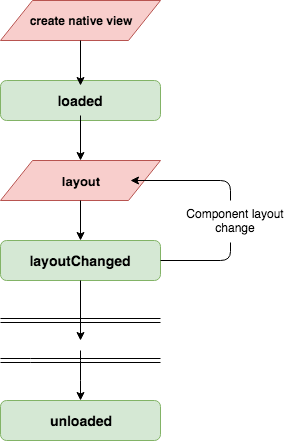 create native view
loaded
layout
Component layout
change
layoutChanged
unloaded